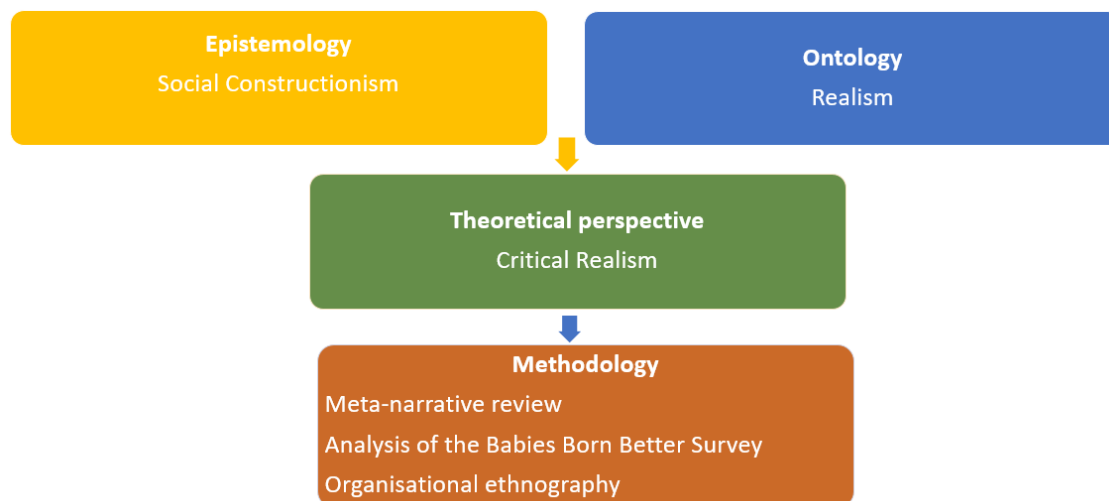 Epistemology
Social Constructionism
Ontology
Realism
Theoretical perspective
Critical Realism
Methodology
Meta-narrative review
Analysis of the Babies Born Better Survey
Organisational ethnography